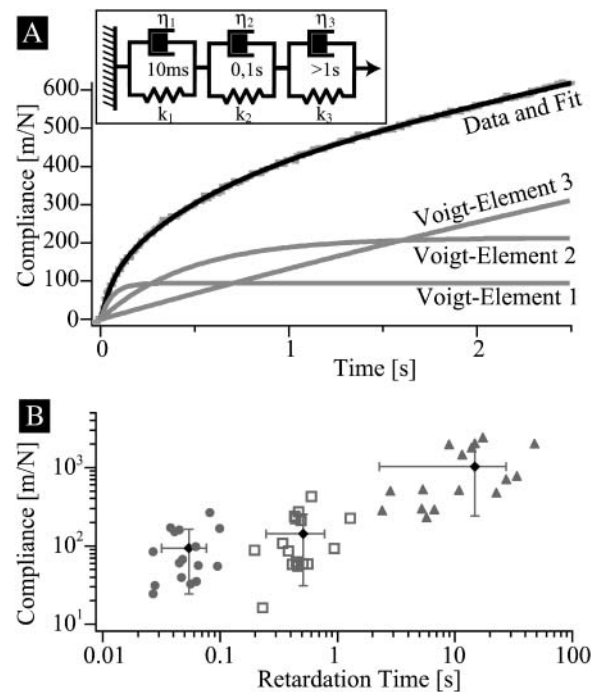 A
η1 η2 η3
10ms 0,1s >1s
k1 k2 k3
600
500
400
300
200
100
0
Compliance [m/N]
Data and Fit
Voigt-Element 3
Voigt-Element 2
Voigt-Element 1
0 1 2
Time [s]
B
Compliance [m/N]
10³
10²
10¹
0.01 0.1 1 10 100
Retardation Time [s]